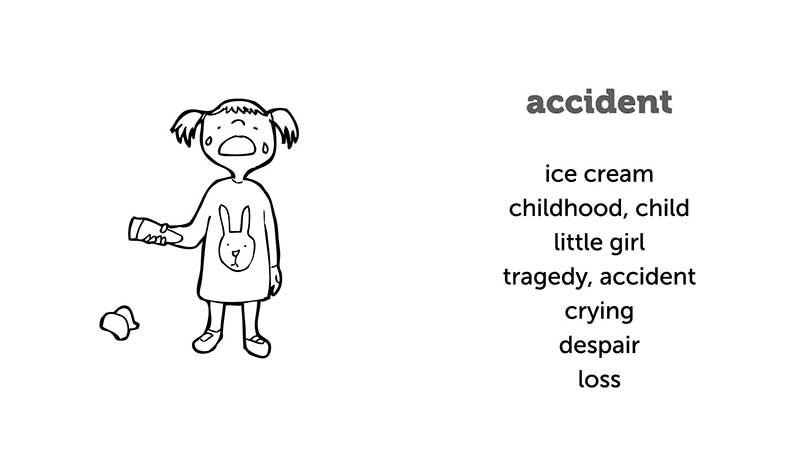 accident
ice cream
childhood, child
little girl
tragedy, accident
crying
despair
loss